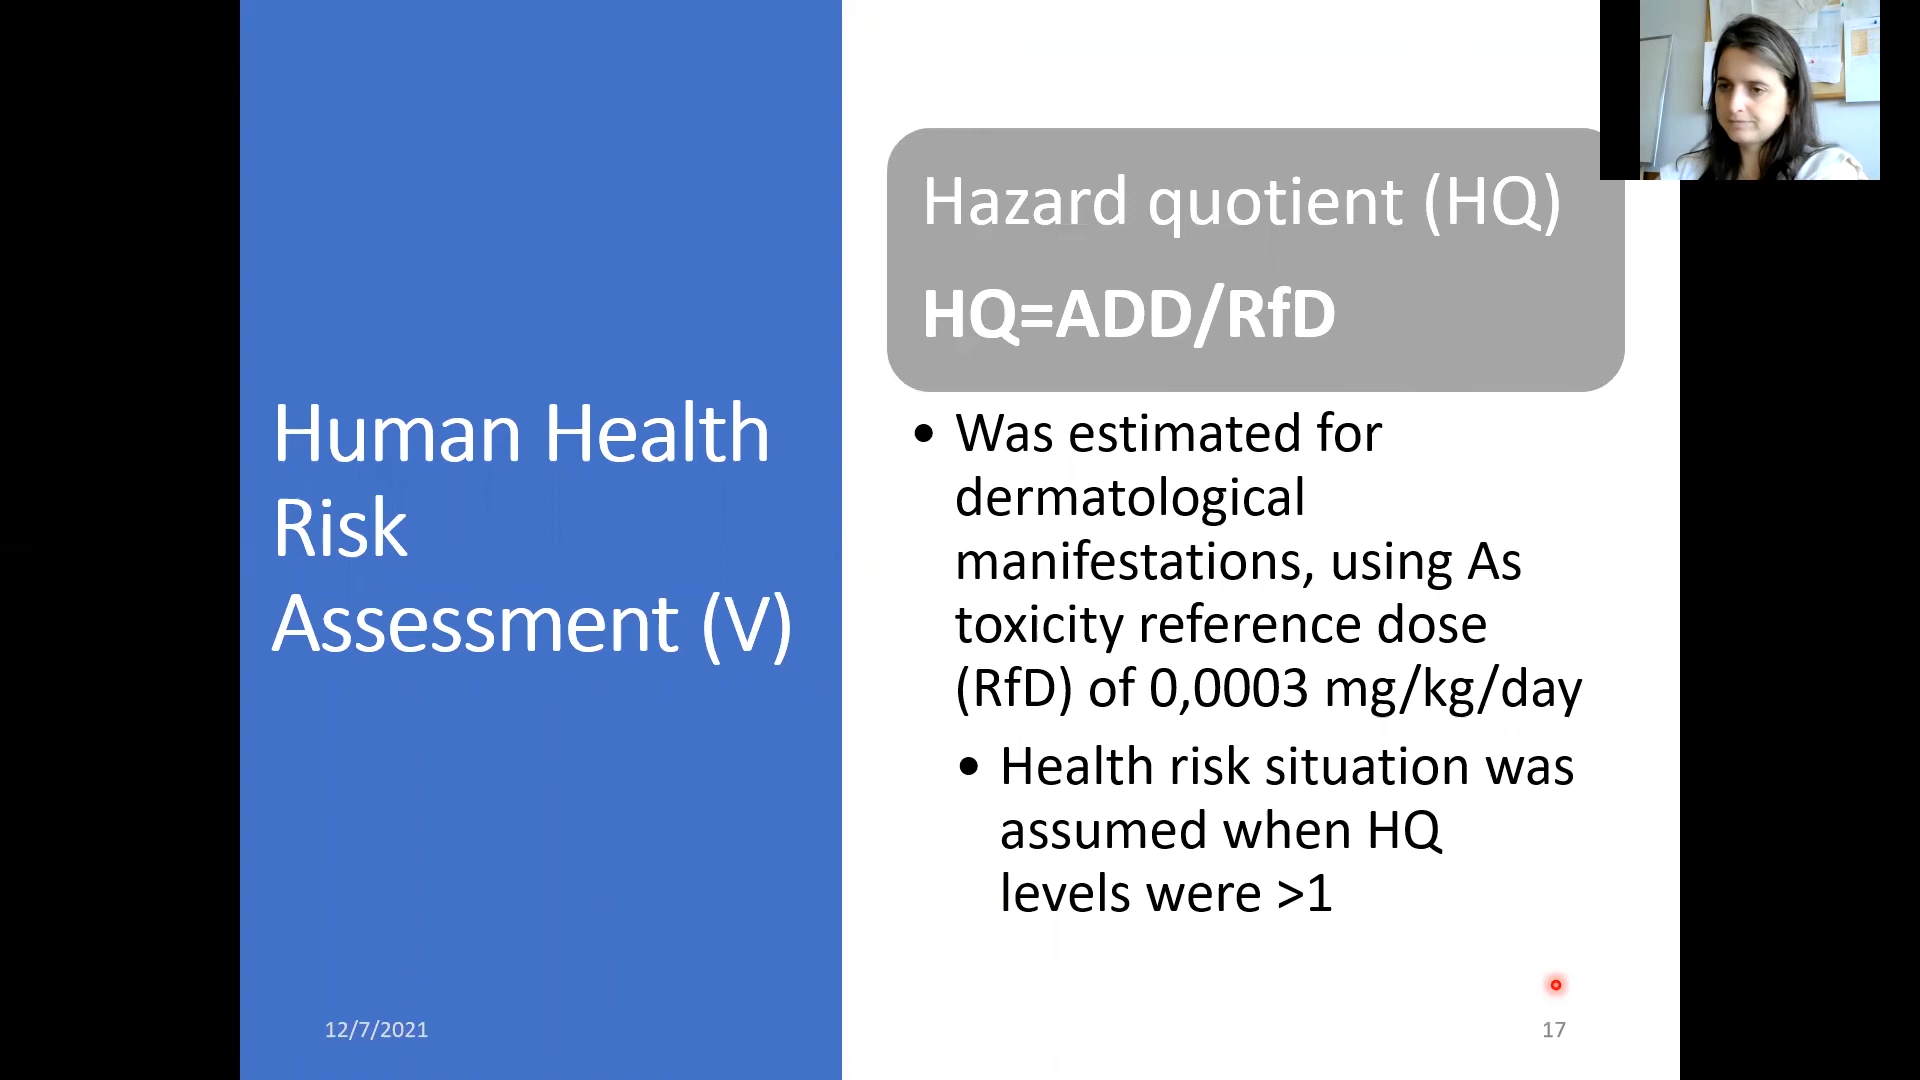 Human Health
Risk
Assessment (V)
Hazard quotient (HQ)
HQ=ADD/RfD
• Was estimated for
dermatological
manifestations, using As
toxicity reference dose
(RfD) of 0,0003 mg/kg/day
• Health risk situation was
assumed when HQ
levels were >1
12/7/2021
17